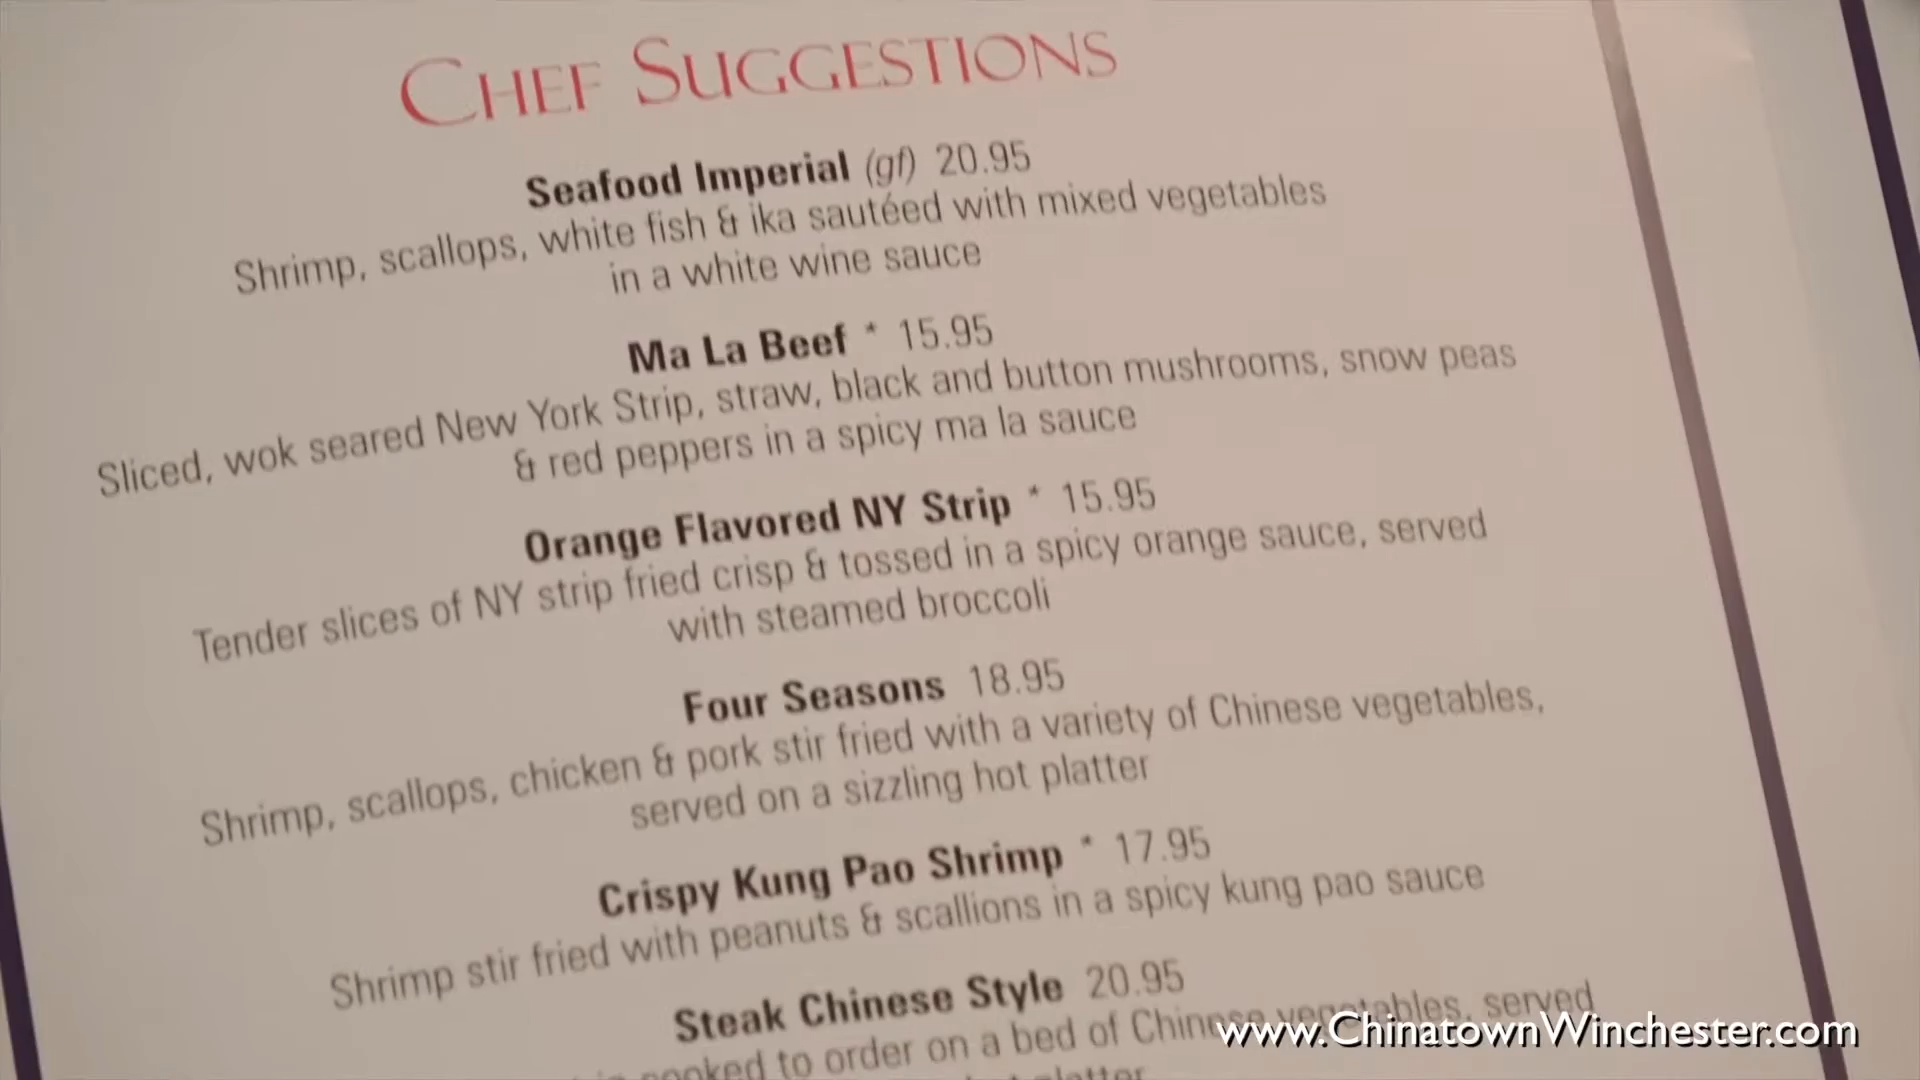 CHEF SUGGESTIONS
Seafood Imperial (gf) 20.95
Shrimp, scallops, white fish & ika sautéed with mixed vegetables
in a white wine sauce
Ma La Beef * 15.95
Sliced, wok seared New York Strip, straw, black and button mushrooms, snow peas
& red peppers in a spicy ma la sauce
Orange Flavored NY Strip * 15.95
Tender slices of NY strip fried crisp & tossed in a spicy orange sauce, served
with steamed broccoli
Four Seasons 18.95
Shrimp, scallops, chicken & pork stir fried with a variety of Chinese vegetables,
served on a sizzling hot platter
Crispy Kung Pao Shrimp * 17.95
Shrimp stir fried with peanuts & scallions in a spicy kung pao sauce
Steak Chinese Style 20.95
cooked to order on a bed of Chinese vegetables, served
platter
www.ChinatownWinchester.com